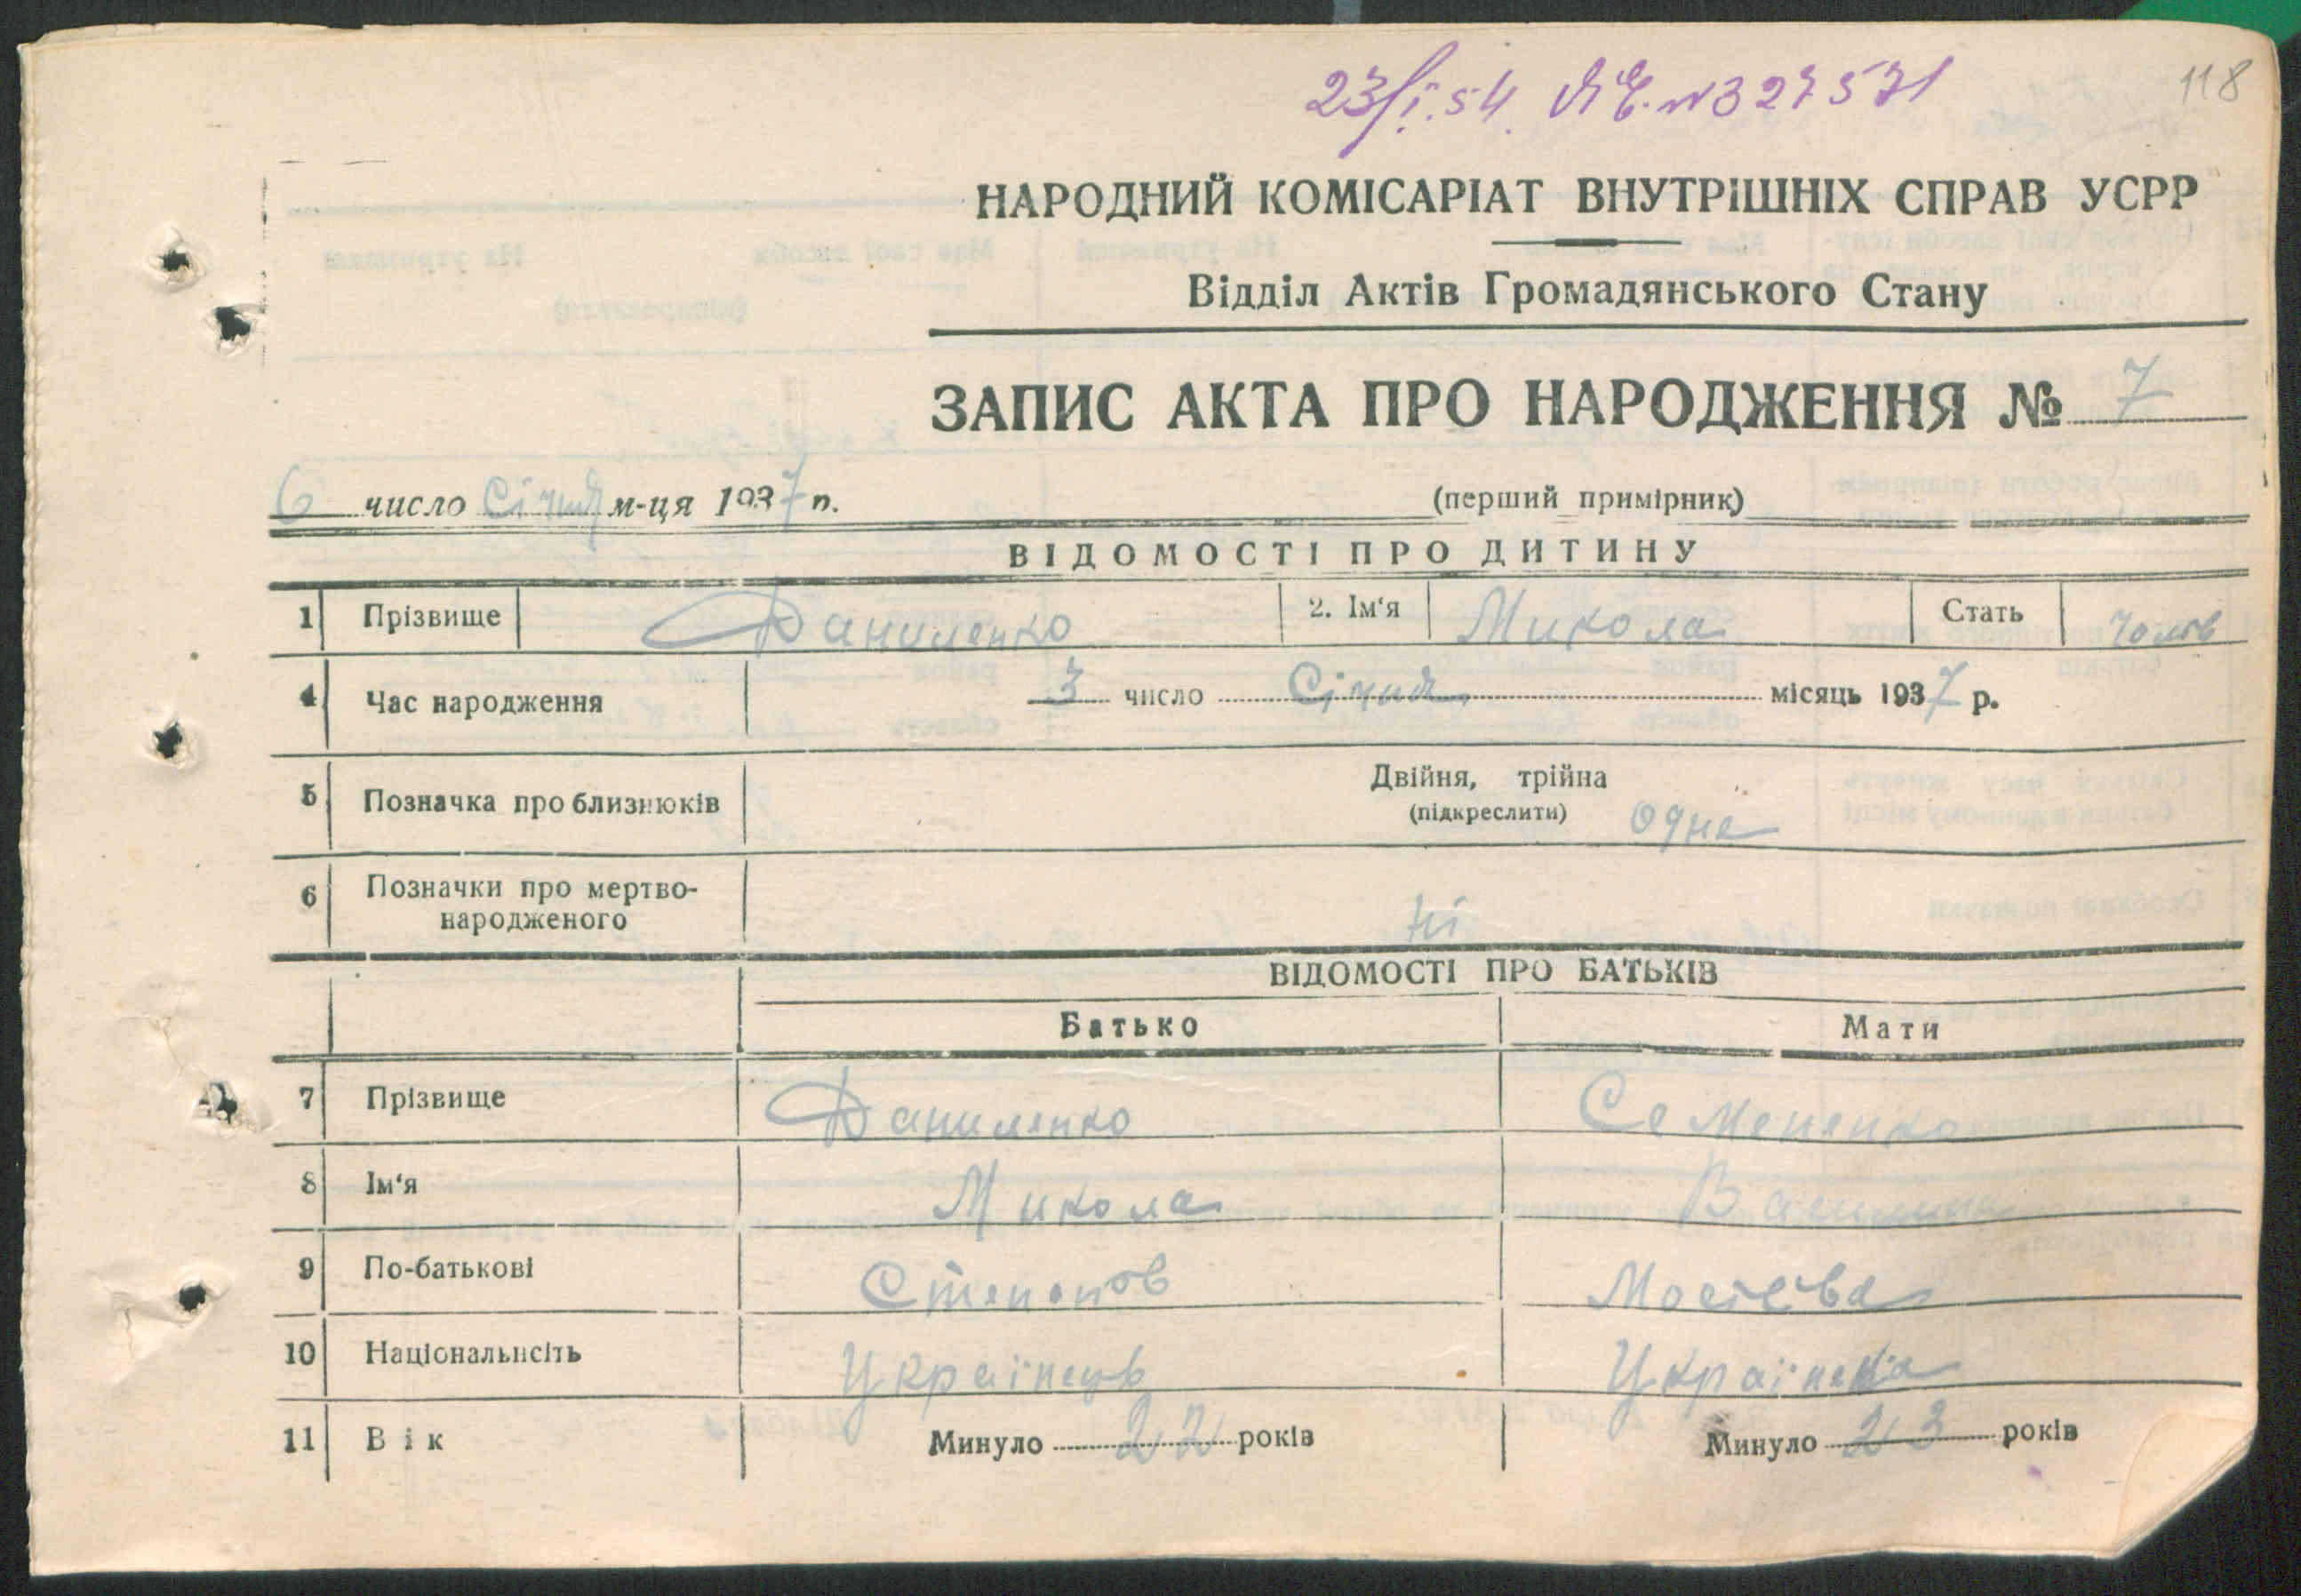 23/I.54. ЯЄ.№327571
118
НАРОДНИЙ КОМІСАРІАТ ВНУТРІШНІХ СПРАВ УСРР
Відділ Актів Громадянського Стану
ЗАПИС АКТА ПРО НАРОДЖЕННЯ № 7
6 число Січня м-ця 1937 р.
(перший примірник)
ВІДОМОСТІ ПРО ДИТИНУ
1 Прізвище Даниленко 2. Ім'я Микола Стать чолов
4 Час народження 3 число Січня місяць 1937 р.
5 Позначка про близнюків Двійня, трійна
(підкреслити) одне
6 Позначки про мертво-
народженого ні
ВІДОМОСТІ ПРО БАТЬКІВ
Батько Мати
7 Прізвище Даниленко Семененко
8 Ім'я Микола
9 По-батькові Степанов Мосієва
10 Національнсіть Українець Українка
11 Вік Минуло 22 років Минуло 23 років